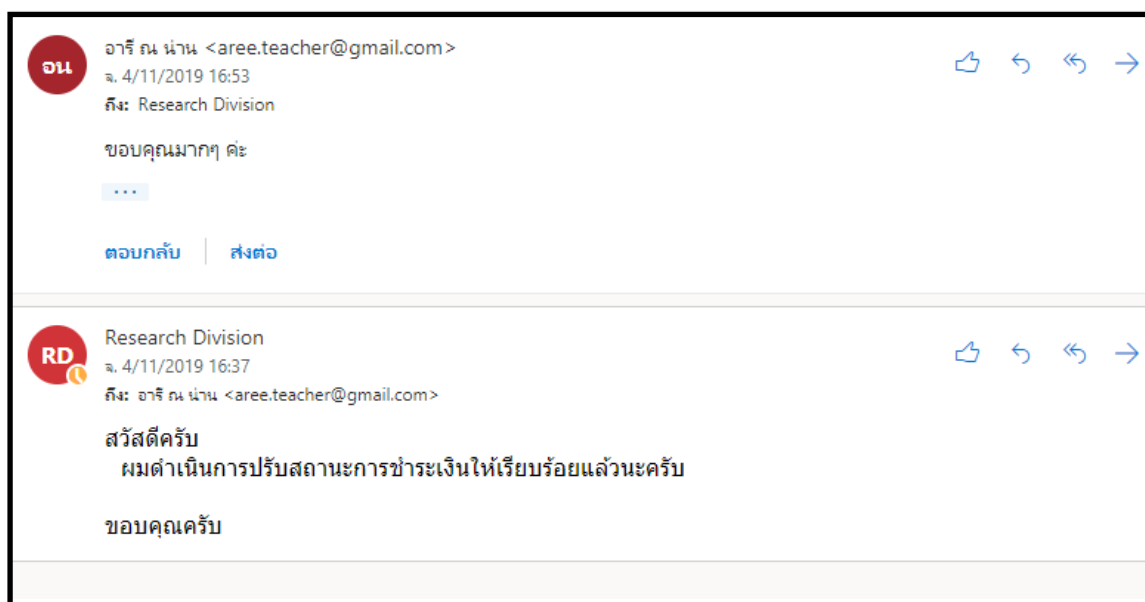 อน
อารี ณ น่าน <aree.teacher@gmail.com>
จ. 4/11/2019 16:53
ถึง: Research Division
ขอบคุณมากๆ ค่ะ
...
ตอบกลับ ส่งต่อ
RD
Research Division
จ. 4/11/2019 16:37
ถึง: อารี ณ น่าน <aree.teacher@gmail.com>
สวัสดีครับ
ผมดำเนินการปรับสถานะการชำระเงินให้เรียบร้อยแล้วนะครับ
ขอบคุณครับ